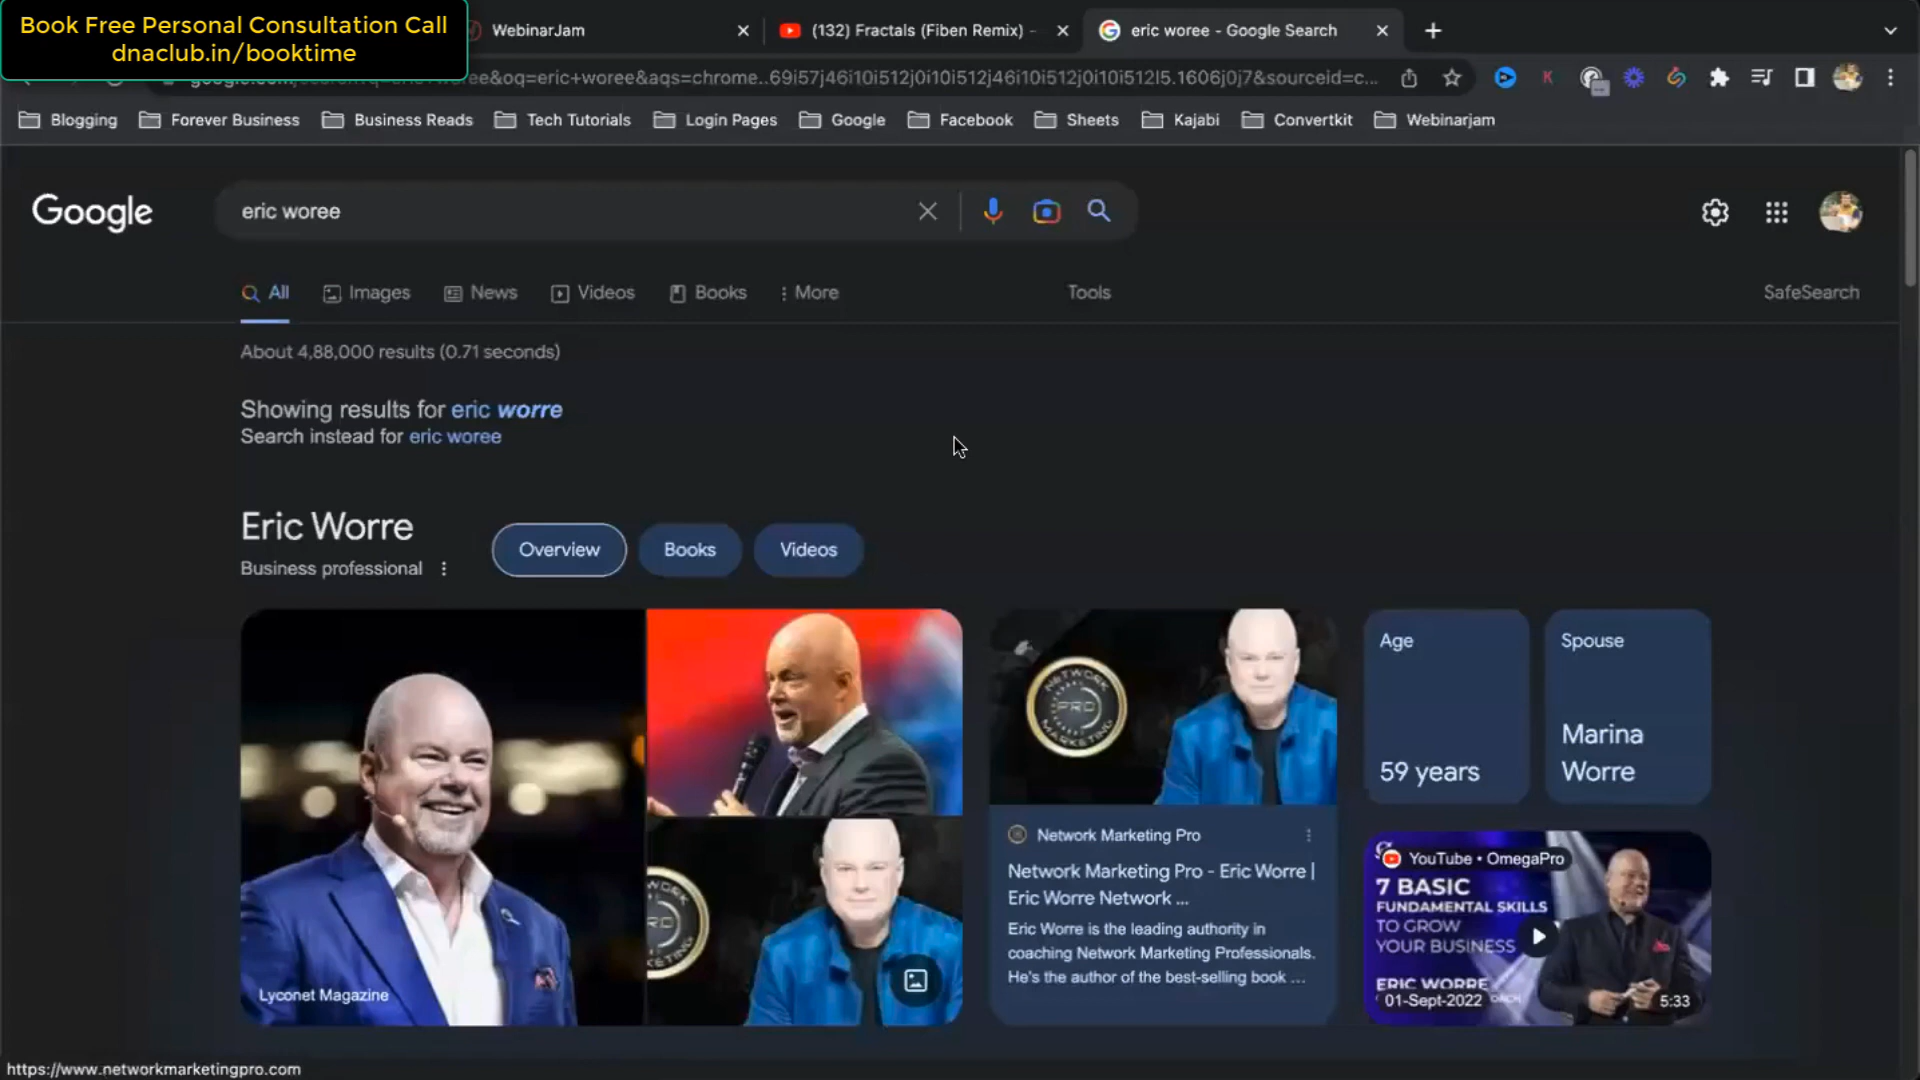 Book Free Personal Consultation Call
dnaclub.in/booktime
WebinarJam
(132) Fractals (Fiben Remix) -
eric woree - Google Search
&oq=eric+woree&aqs=chrome..69i57j46i10i512j0i10i512j46i10i512j0i10i512l5.1606j0j7&sourceid=c...
Blogging
Forever Business
Business Reads
Tech Tutorials
Login Pages
Google
Facebook
Sheets
Kajabi
Convertkit
Webinarjam
Google
eric woree
All
Images
News
Videos
Books
More
Tools
SafeSearch
About 4,88,000 results (0.71 seconds)
Showing results for eric worre
Search instead for eric woree
Eric Worre
Business professional
Overview
Books
Videos
Lyconet Magazine
NETWORK
PRO
MARKETING
Network Marketing Pro
Network Marketing Pro - Eric Worre |
Eric Worre Network ...
Eric Worre is the leading authority in
coaching Network Marketing Professionals.
He's the author of the best-selling book ...
Age
59 years
Spouse
Marina
Worre
YouTube • OmegaPro
7 BASIC
FUNDAMENTAL SKILLS
TO GROW
YOUR BUSINESS
ERIC WORRE
01-Sept-2022
5:33
https://www.networkmarketingpro.com